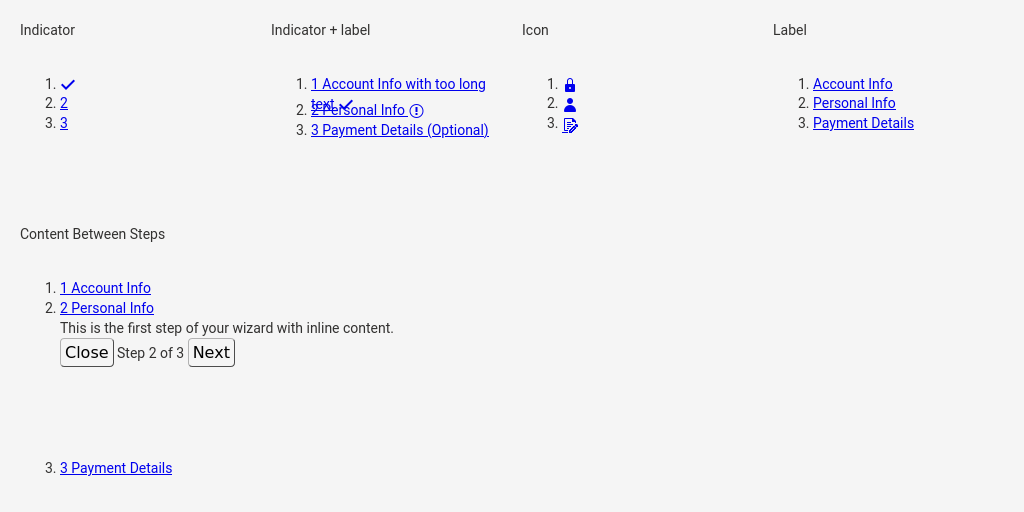 Indicator
1.
2. 2
3. 3
Indicator + label
1. 1 Account Info with too long
text
2. 2 Personal Info
3. 3 Payment Details (Optional)
Icon
1.
2.
3.
Label
1. Account Info
2. Personal Info
3. Payment Details
Content Between Steps
1. 1 Account Info
2. 2 Personal Info
This is the first step of your wizard with inline content.
Close Step 2 of 3 Next
3. 3 Payment Details